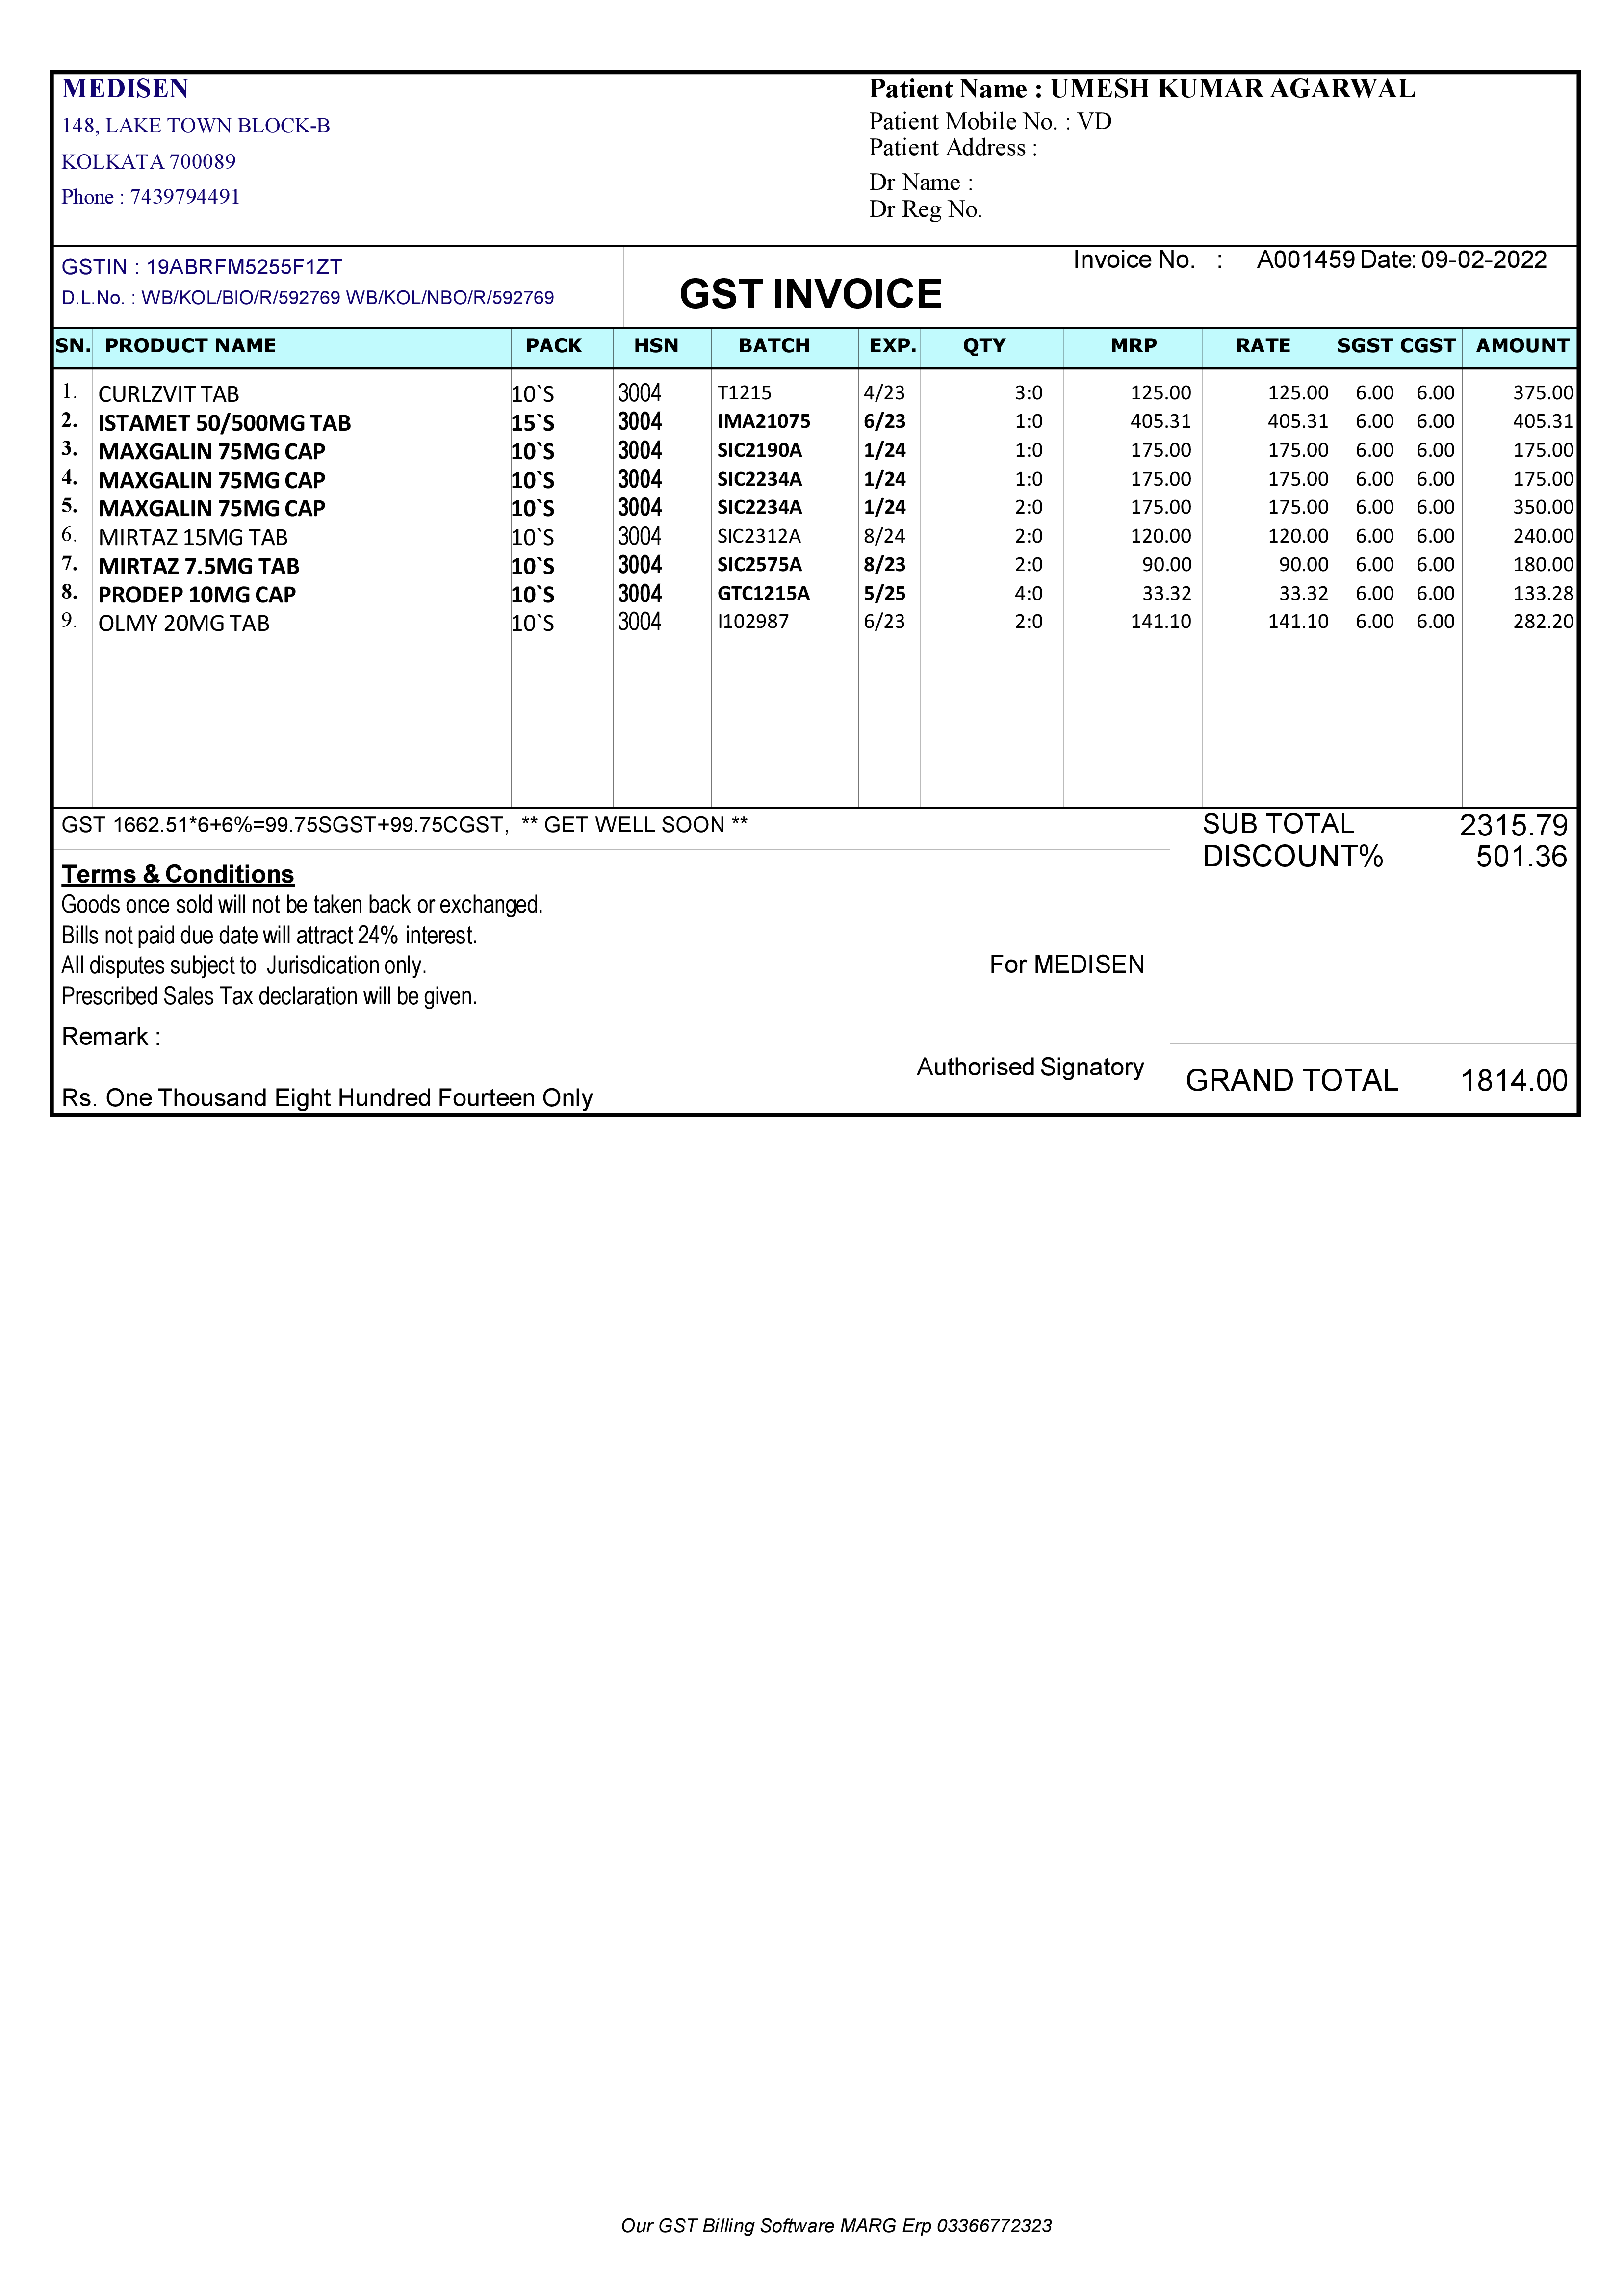 MEDISEN
148, LAKE TOWN BLOCK-B
KOLKATA 700089
Phone : 7439794491
Patient Name : UMESH KUMAR AGARWAL
Patient Mobile No. : VD
Patient Address :
Dr Name :
Dr Reg No.
GSTIN : 19ABRFM5255F1ZT
D.L.No. : WB/KOL/BIO/R/592769 WB/KOL/NBO/R/592769
GST INVOICE
Invoice No. : A001459 Date: 09-02-2022
SN. PRODUCT NAME PACK HSN BATCH EXP. QTY MRP RATE SGST CGST AMOUNT
1. CURLZVIT TAB 10`S 3004 T1215 4/23 3:0 125.00 125.00 6.00 6.00 375.00
2. ISTAMET 50/500MG TAB 15`S 3004 IMA21075 6/23 1:0 405.31 405.31 6.00 6.00 405.31
3. MAXGALIN 75MG CAP 10`S 3004 SIC2190A 1/24 1:0 175.00 175.00 6.00 6.00 175.00
4. MAXGALIN 75MG CAP 10`S 3004 SIC2234A 1/24 1:0 175.00 175.00 6.00 6.00 175.00
5. MAXGALIN 75MG CAP 10`S 3004 SIC2234A 1/24 2:0 175.00 175.00 6.00 6.00 350.00
6. MIRTAZ 15MG TAB 10`S 3004 SIC2312A 8/24 2:0 120.00 120.00 6.00 6.00 240.00
7. MIRTAZ 7.5MG TAB 10`S 3004 SIC2575A 8/23 2:0 90.00 90.00 6.00 6.00 180.00
8. PRODEP 10MG CAP 10`S 3004 GTC1215A 5/25 4:0 33.32 33.32 6.00 6.00 133.28
9. OLMY 20MG TAB 10`S 3004 I102987 6/23 2:0 141.10 141.10 6.00 6.00 282.20
GST 1662.51*6+6%=99.75SGST+99.75CGST, ** GET WELL SOON **
SUB TOTAL 2315.79
DISCOUNT% 501.36
Terms & Conditions
Goods once sold will not be taken back or exchanged.
Bills not paid due date will attract 24% interest.
All disputes subject to Jurisdication only.
Prescribed Sales Tax declaration will be given.
For MEDISEN
Remark :
Authorised Signatory
Rs. One Thousand Eight Hundred Fourteen Only
GRAND TOTAL 1814.00
Our GST Billing Software MARG Erp 03366772323